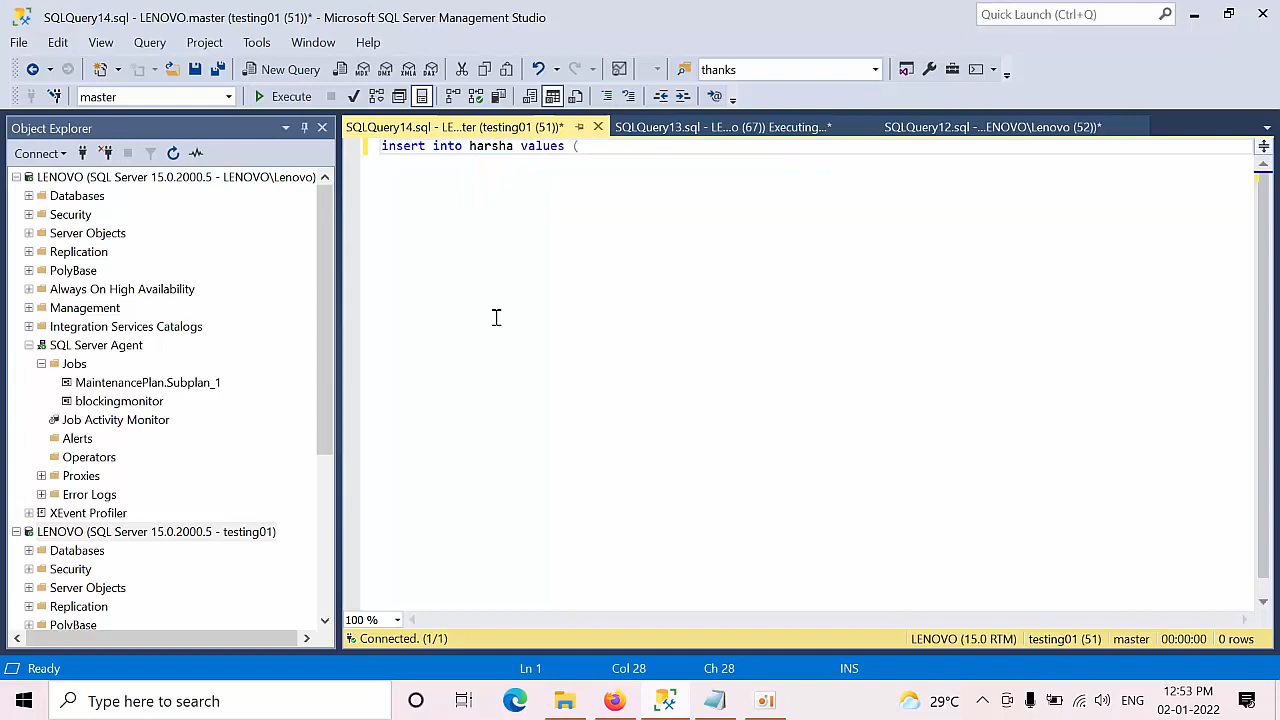 SQLQuery14.sql - LENOVO.master (testing01 (51))* - Microsoft SQL Server Management Studio
Quick Launch (Ctrl+Q)
File Edit View Query Project Tools Window Help
New Query MDX DMX XMLA DAX thanks
master Execute
Object Explorer
SQLQuery14.sql - LE...ter (testing01 (51))* SQLQuery13.sql - LE...o (67)) Executing...* SQLQuery12.sql -...ENOVO\Lenovo (52))*
Connect
insert into harsha values (
LENOVO (SQL Server 15.0.2000.5 - LENOVO\Lenovo)
Databases
Security
Server Objects
Replication
PolyBase
Always On High Availability
Management
Integration Services Catalogs
SQL Server Agent
Jobs
MaintenancePlan.Subplan_1
blockingmonitor
Job Activity Monitor
Alerts
Operators
Proxies
Error Logs
XEvent Profiler
LENOVO (SQL Server 15.0.2000.5 - testing01)
Databases
Security
Server Objects
Replication
PolyBase
100 %
Connected. (1/1) LENOVO (15.0 RTM) testing01 (51) master 00:00:00 0 rows
Ready Ln 1 Col 28 Ch 28 INS
Type here to search
29°C ENG 12:53 PM
02-01-2022